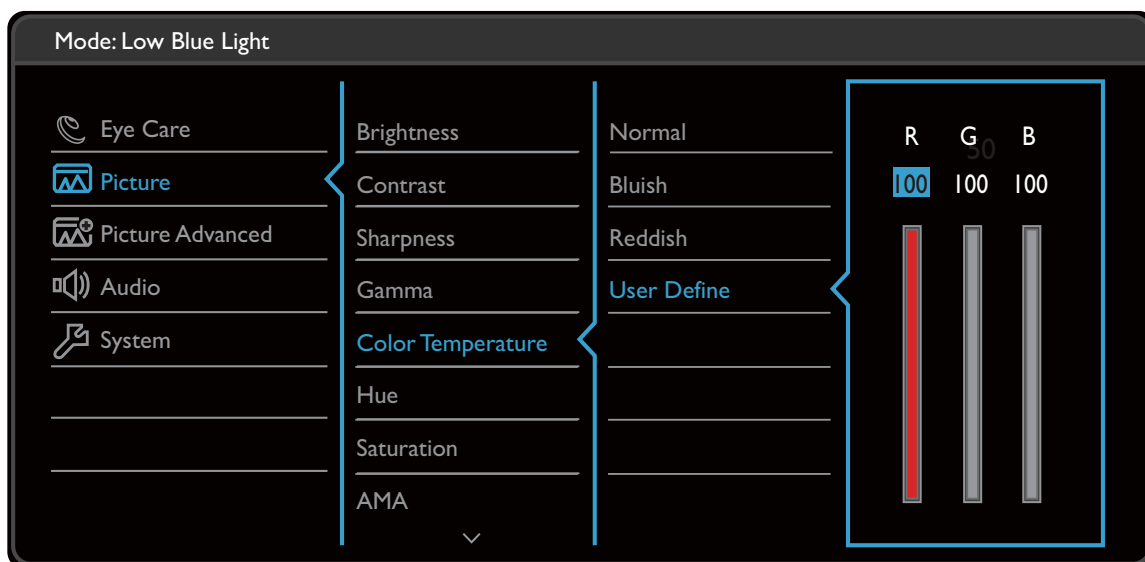 Mode: Low Blue Light
Eye Care
Picture
Picture Advanced
Audio
System
Brightness
Contrast
Sharpness
Gamma
Color Temperature
Hue
Saturation
AMA
Normal
Bluish
Reddish
User Define
R G B
50
100 100 100